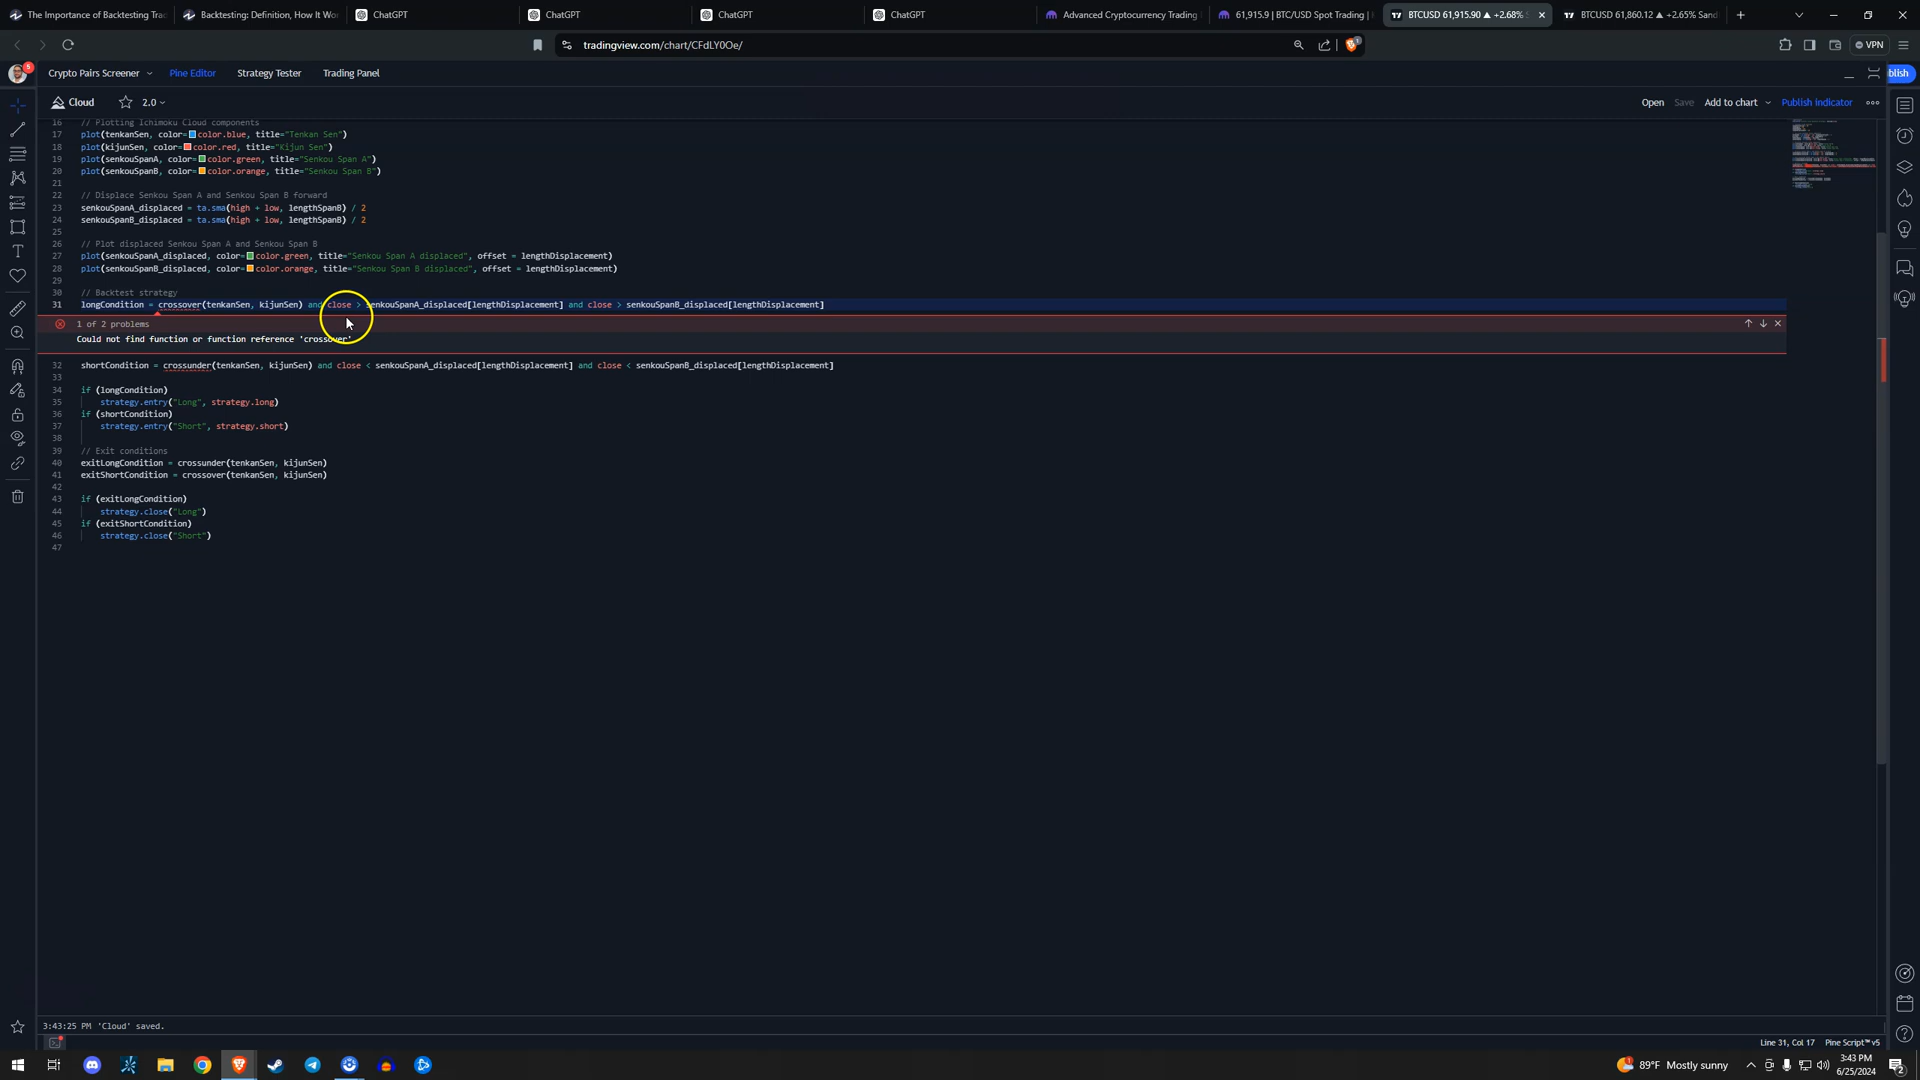 The Importance of Backtesting Trad
Backtesting: Definition, How It Wo
ChatGPT
ChatGPT
ChatGPT
ChatGPT
Advanced Cryptocurrency Trading
61,915.9 | BTC/USD Spot Trading |
BTCUSD 61,915.90 ▲ +2.68%
BTCUSD 61,860.12 ▲ +2.65% Sand
tradingview.com/chart/CFdLY0Oe/
VPN
5
Crypto Pairs Screener
Pine Editor
Strategy Tester
Trading Panel
blish
Cloud
2.0
Open
Save
Add to chart
Publish indicator
16 // Plotting Ichimoku Cloud components
17 plot(tenkanSen, color=color.blue, title="Tenkan Sen")
18 plot(kijunSen, color=color.red, title="Kijun Sen")
19 plot(senkouSpanA, color=color.green, title="Senkou Span A")
20 plot(senkouSpanB, color=color.orange, title="Senkou Span B")
21
22 // Displace Senkou Span A and Senkou Span B forward
23 senkouSpanA_displaced = ta.sma(high + low, lengthSpanB) / 2
24 senkouSpanB_displaced = ta.sma(high + low, lengthSpanB) / 2
25
26 // Plot displaced Senkou Span A and Senkou Span B
27 plot(senkouSpanA_displaced, color=color.green, title="Senkou Span A displaced", offset = lengthDisplacement)
28 plot(senkouSpanB_displaced, color=color.orange, title="Senkou Span B displaced", offset = lengthDisplacement)
29
30 // Backtest strategy
31 longCondition = crossover(tenkanSen, kijunSen) and close > senkouSpanA_displaced[lengthDisplacement] and close > senkouSpanB_displaced[lengthDisplacement]
1 of 2 problems
Could not find function or function reference 'crossover'
32 shortCondition = crossunder(tenkanSen, kijunSen) and close < senkouSpanA_displaced[lengthDisplacement] and close < senkouSpanB_displaced[lengthDisplacement]
33
34 if (longCondition)
35 strategy.entry("Long", strategy.long)
36 if (shortCondition)
37 strategy.entry("Short", strategy.short)
38
39 // Exit conditions
40 exitLongCondition = crossunder(tenkanSen, kijunSen)
41 exitShortCondition = crossover(tenkanSen, kijunSen)
42
43 if (exitLongCondition)
44 strategy.close("Long")
45 if (exitShortCondition)
46 strategy.close("Short")
47
3:43:25 PM 'Cloud' saved.
Line 31, Col 17 Pine Script™ v5
89°F Mostly sunny
3:43 PM
6/25/2024
2